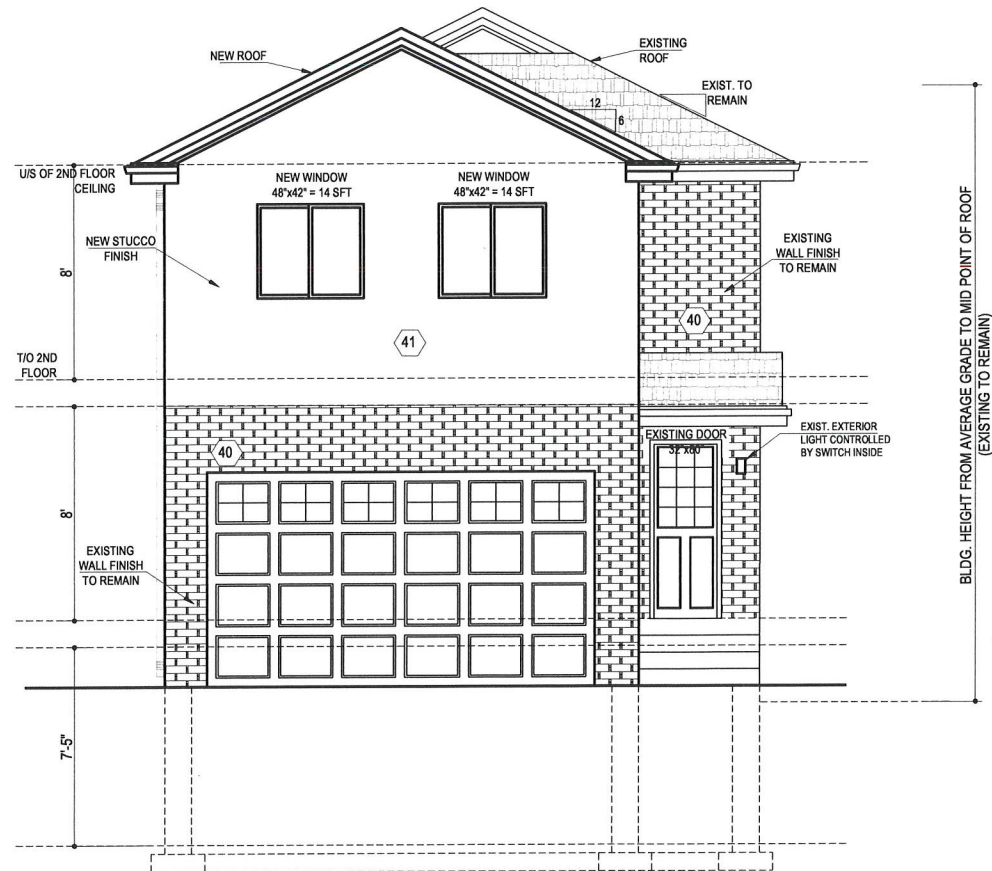 NEW ROOF
EXISTING
ROOF
EXIST. TO
REMAIN
12
6
U/S OF 2ND FLOOR
CEILING
NEW WINDOW
48"x42" = 14 SFT
NEW WINDOW
48"x42" = 14 SFT
NEW STUCCO
FINISH
EXISTING
WALL FINISH
TO REMAIN
8'
40
41
T/O 2ND
FLOOR
40
EXISTING DOOR
32"x80"
EXIST. EXTERIOR
LIGHT CONTROLLED
BY SWITCH INSIDE
8'
EXISTING
WALL FINISH
TO REMAIN
7'-5"
BLDG. HEIGHT FROM AVERAGE GRADE TO MID POINT OF ROOF
(EXISTING TO REMAIN)